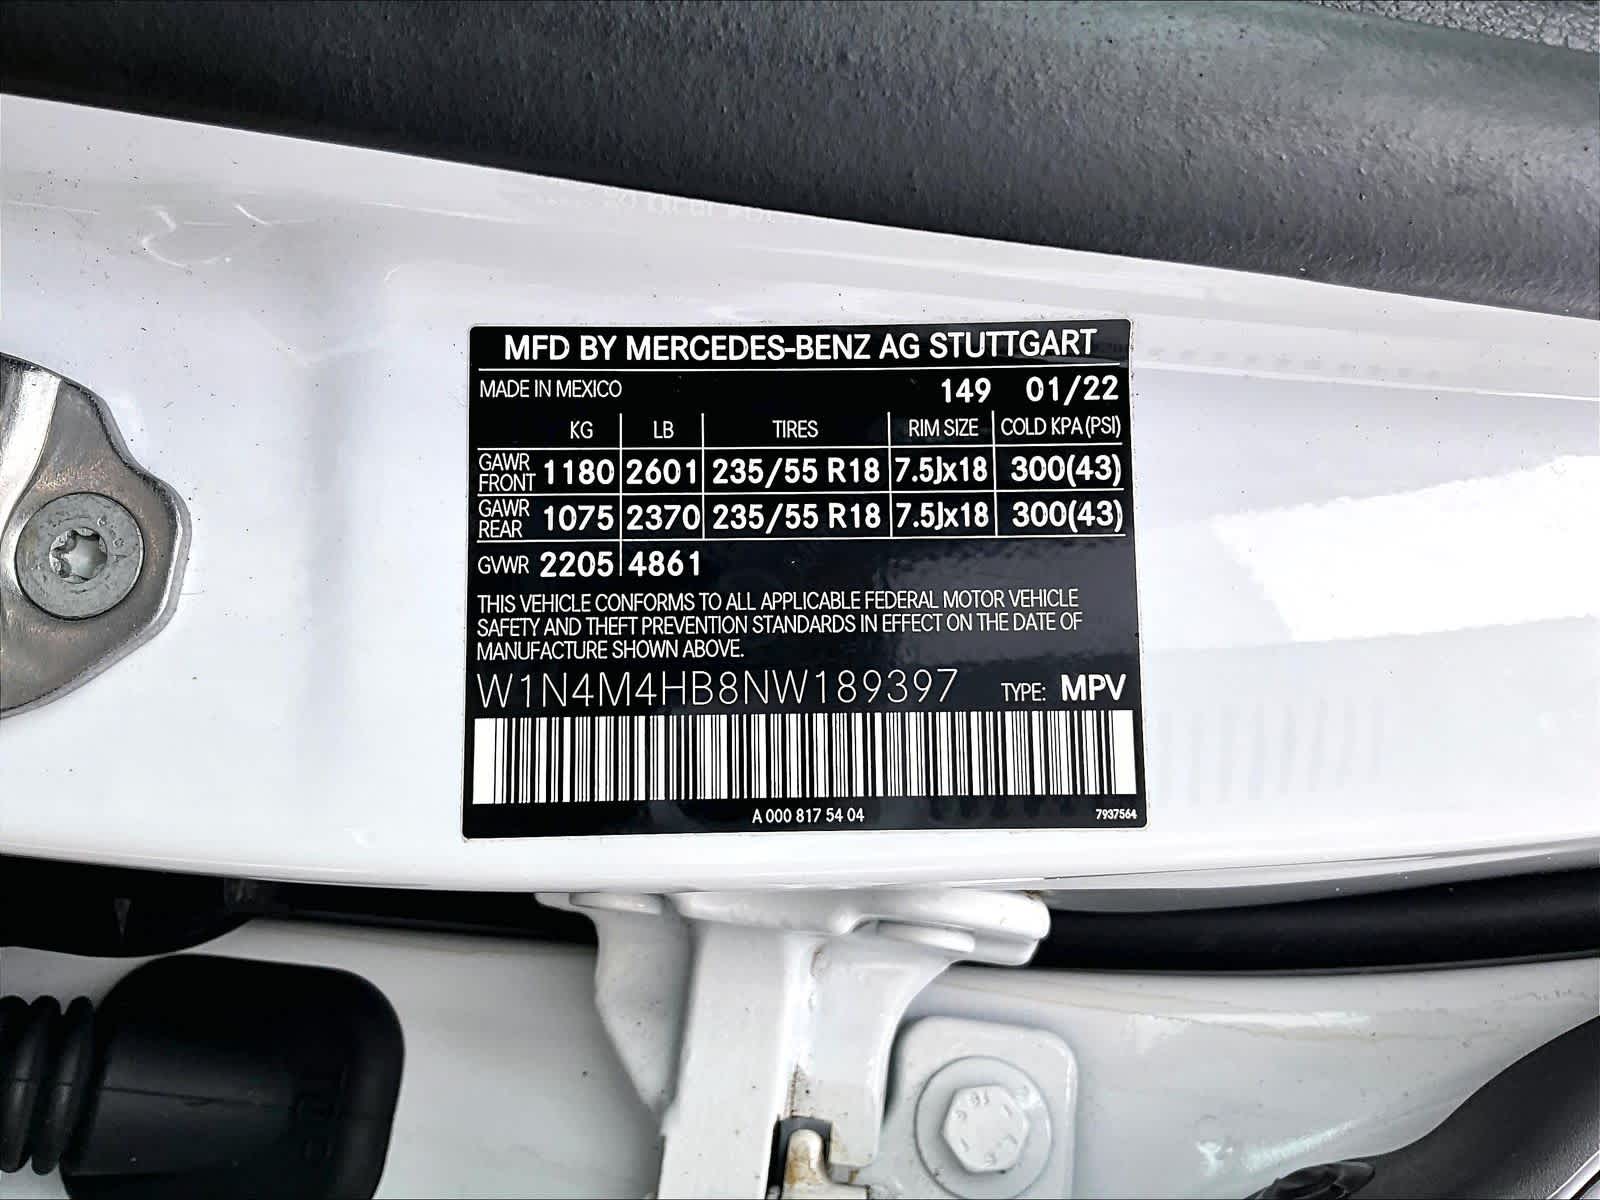 MFD BY MERCEDES-BENZ AG STUTTGART
MADE IN MEXICO 149 01/22
KG LB TIRES RIM SIZE COLD KPA(PSI)
GAWR FRONT 1180 2601 235/55 R18 7.5Jx18 300(43)
GAWR REAR 1075 2370 235/55 R18 7.5Jx18 300(43)
GVWR 2205 4861
THIS VEHICLE CONFORMS TO ALL APPLICABLE FEDERAL MOTOR VEHICLE
SAFETY AND THEFT PREVENTION STANDARDS IN EFFECT ON THE DATE OF
MANUFACTURE SHOWN ABOVE.
W1N4M4HB8NW189397 TYPE: MPV
A 000 817 54 04 7937564